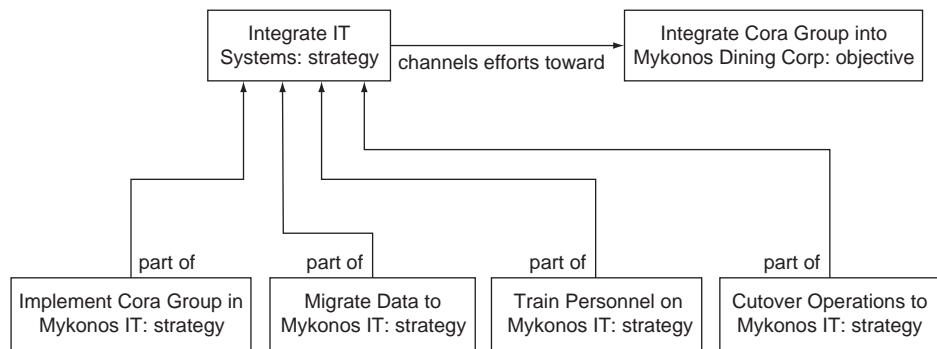 Integrate IT
Systems: strategy
channels efforts toward
Integrate Cora Group into
Mykonos Dining Corp: objective
part of
part of
part of
part of
Implement Cora Group in
Mykonos IT: strategy
Migrate Data to
Mykonos IT: strategy
Train Personnel on
Mykonos IT: strategy
Cutover Operations to
Mykonos IT: strategy